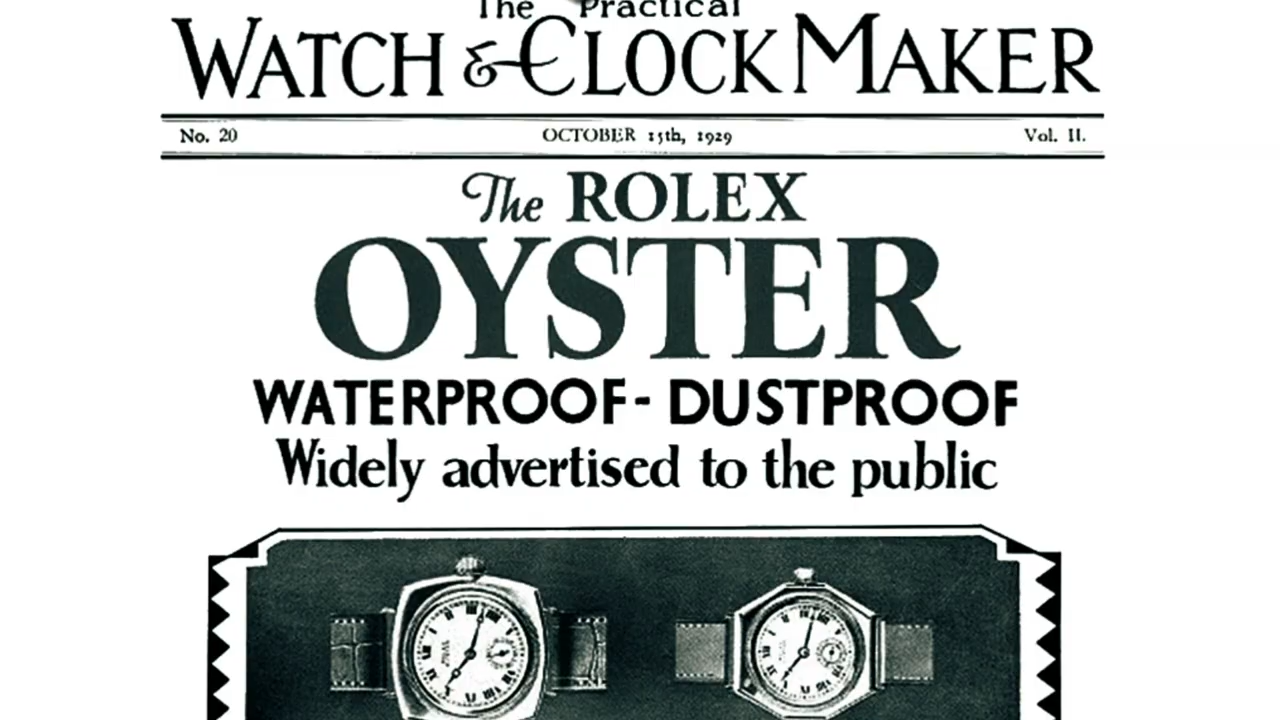 The Practical
WATCH & CLOCK MAKER
No. 20 OCTOBER 15th, 1929 Vol. II.
The ROLEX
OYSTER
WATERPROOF - DUSTPROOF
Widely advertised to the public